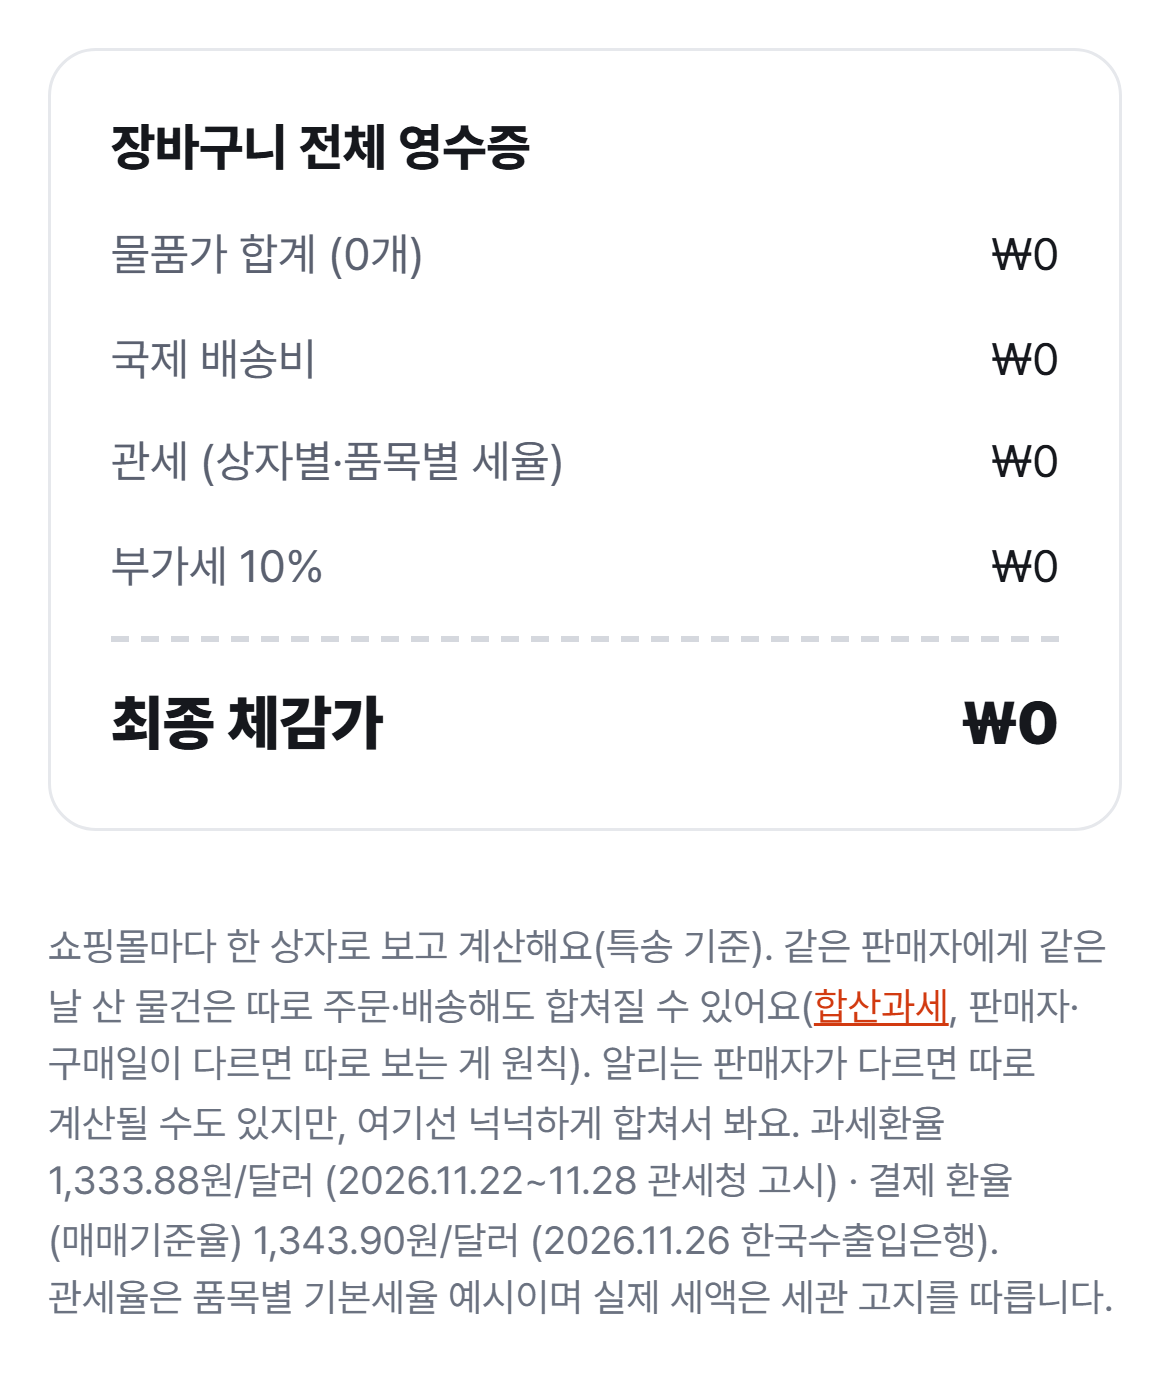 장바구니 전체 영수증
물품가 합계 (0개) ₩0
국제 배송비 ₩0
관세 (상자별·품목별 세율) ₩0
부가세 10% ₩0
최종 체감가 ₩0
쇼핑몰마다 한 상자로 보고 계산해요(특송 기준). 같은 판매자에게 같은
날 산 물건은 따로 주문·배송해도 합쳐질 수 있어요(합산과세, 판매자·
구매일이 다르면 따로 보는 게 원칙). 알리는 판매자가 다르면 따로
계산될 수도 있지만, 여기선 넉넉하게 합쳐서 봐요. 과세환율
1,333.88원/달러 (2026.11.22~11.28 관세청 고시) · 결제 환율
(매매기준율) 1,343.90원/달러 (2026.11.26 한국수출입은행).
관세율은 품목별 기본세율 예시이며 실제 세액은 세관 고지를 따릅니다.